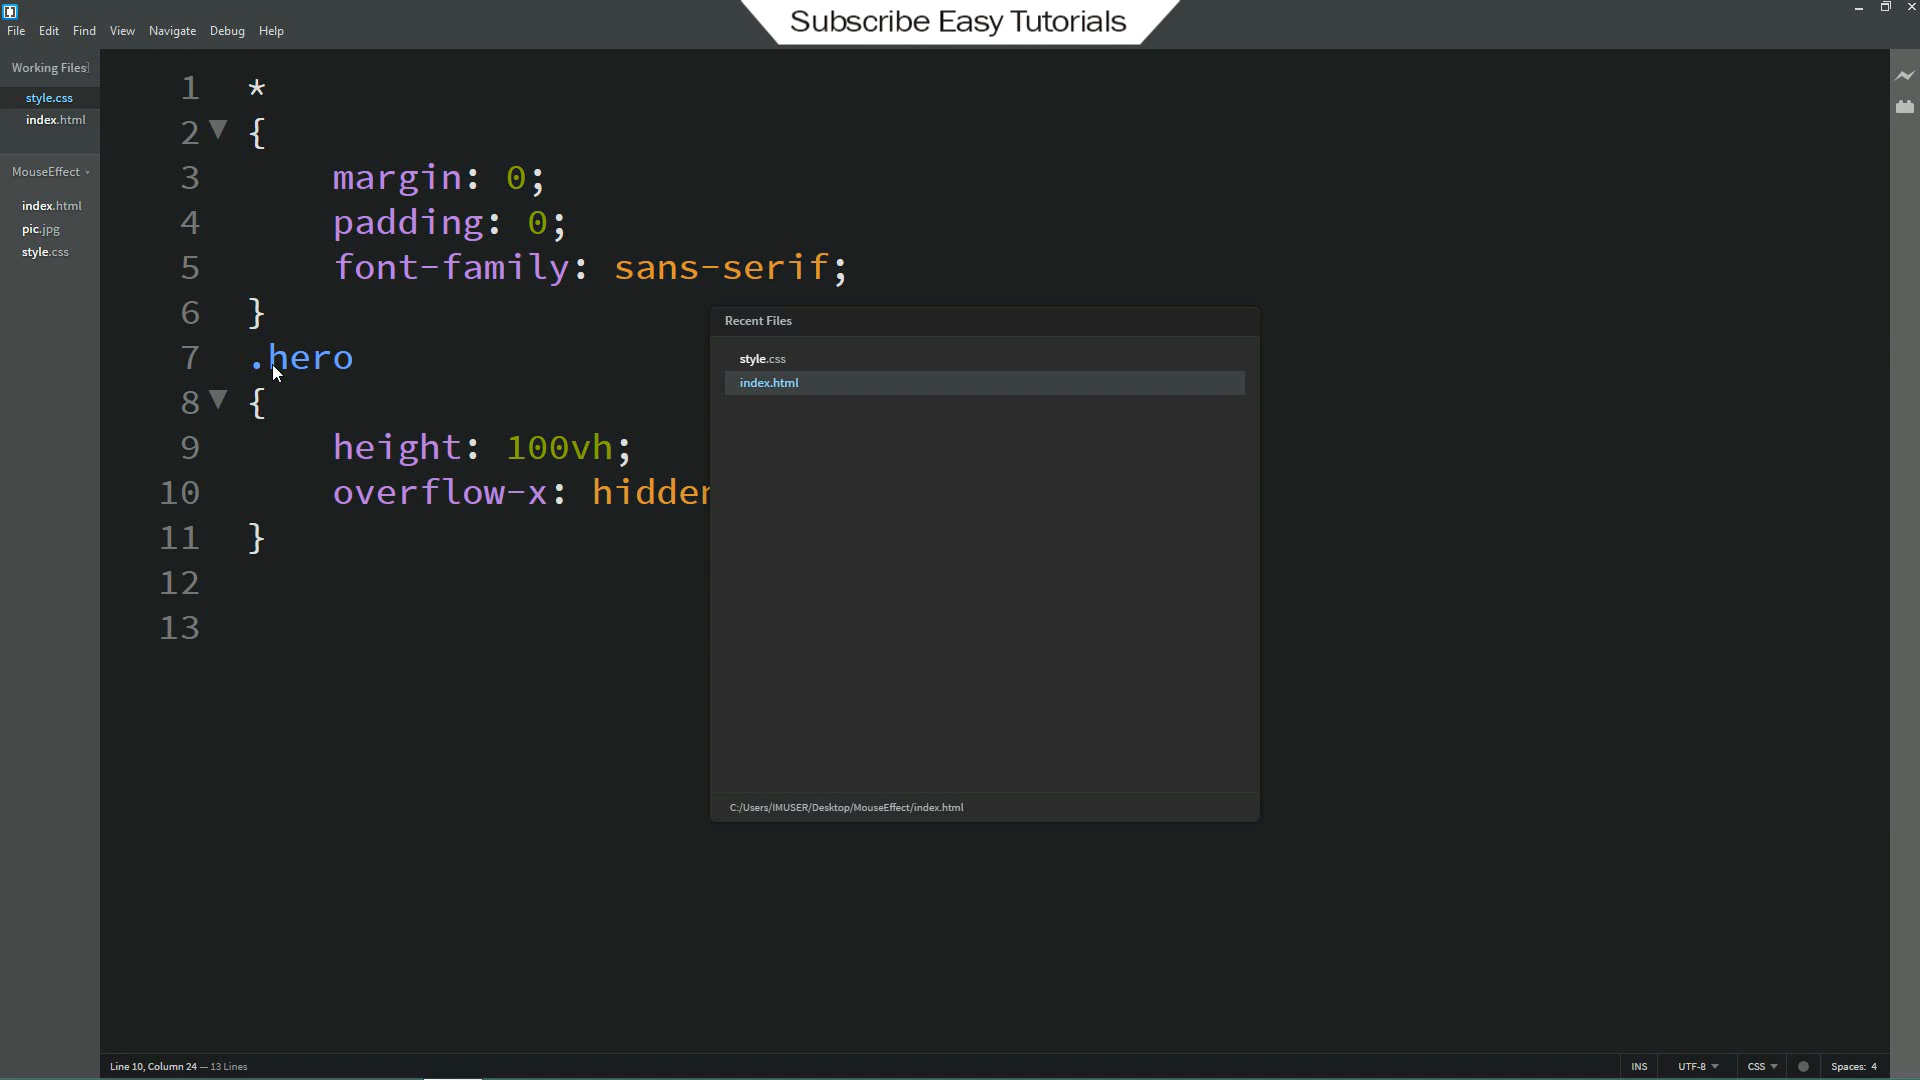 Subscribe Easy Tutorials
File Edit Find View Navigate Debug Help
Working Files
style.css
index.html
MouseEffect
index.html
pic.jpg
style.css
1 *
2 {
3 margin: 0;
4 padding: 0;
5 font-family: sans-serif;
6 }
7 .hero
8 {
9 height: 100vh;
10 overflow-x: hidden
11 }
12
13
Recent Files
style.css
index.html
C:/Users/IMUSER/Desktop/MouseEffect/index.html
Line 10, Column 24 — 13 Lines
INS UTF-8 CSS Spaces: 4